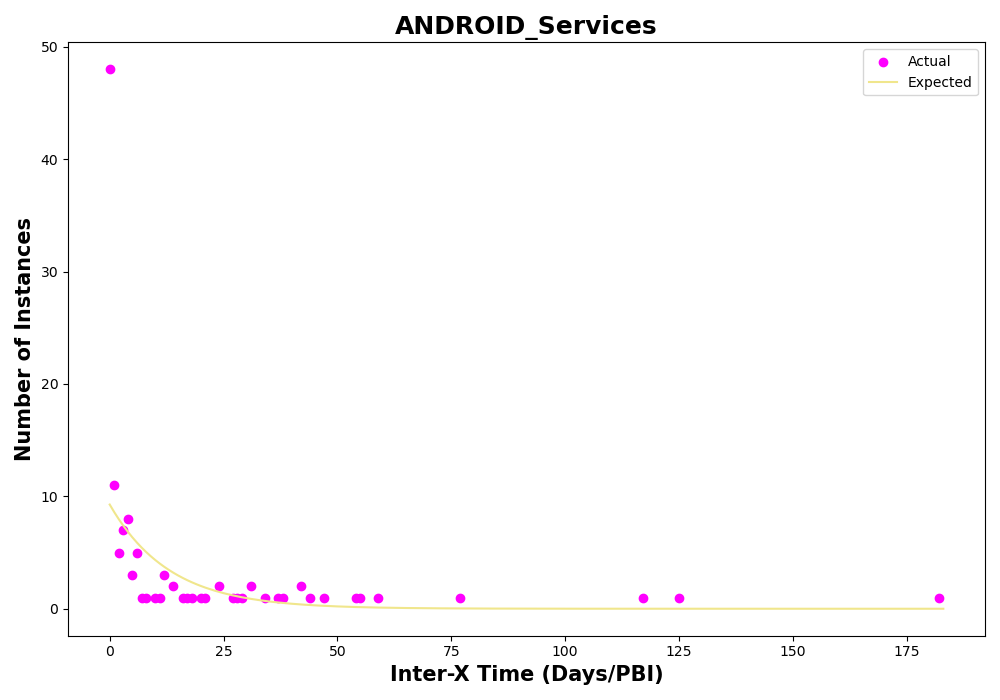 ANDROID_Services
Actual
Expected
50
40
30
20
10
0
Number of Instances
0 25 50 75 100 125 150 175
Inter-X Time (Days/PBI)